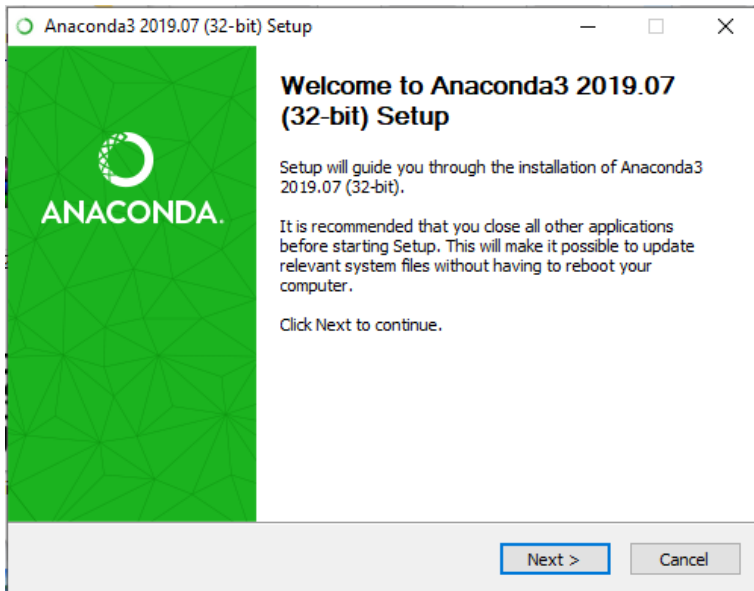 Anaconda3 2019.07 (32-bit) Setup
Welcome to Anaconda3 2019.07
(32-bit) Setup
Setup will guide you through the installation of Anaconda3
2019.07 (32-bit).
It is recommended that you close all other applications
before starting Setup. This will make it possible to update
relevant system files without having to reboot your
computer.
Click Next to continue.
ANACONDA.
Next >
Cancel